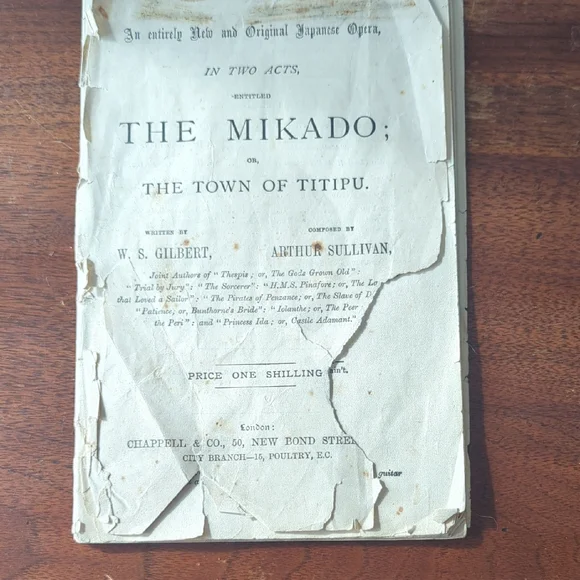 An entirely New and Original Japanese Opera,
IN TWO ACTS,
ENTITLED
THE MIKADO;
OR,
THE TOWN OF TITIPU.
WRITTEN BY COMPOSED BY
W. S. GILBERT, ARTHUR SULLIVAN,
Joint Authors of "Thespis; or, The Gods Grown Old":
"Trial by Jury": "The Sorcerer": "H.M.S. Pinafore; or, The La
that Loved a Sailor": "The Pirates of Penzance; or, The Slave of D
"Patience; or, Bunthorne's Bride": "Iolanthe; or, The Peer
the Peri": and "Princess Ida; or, Castle Adamant."
PRICE ONE SHILLING
London:
CHAPPELL & CO., 50, NEW BOND STREE
CITY BRANCH—15, POULTRY, E.C.
guitar